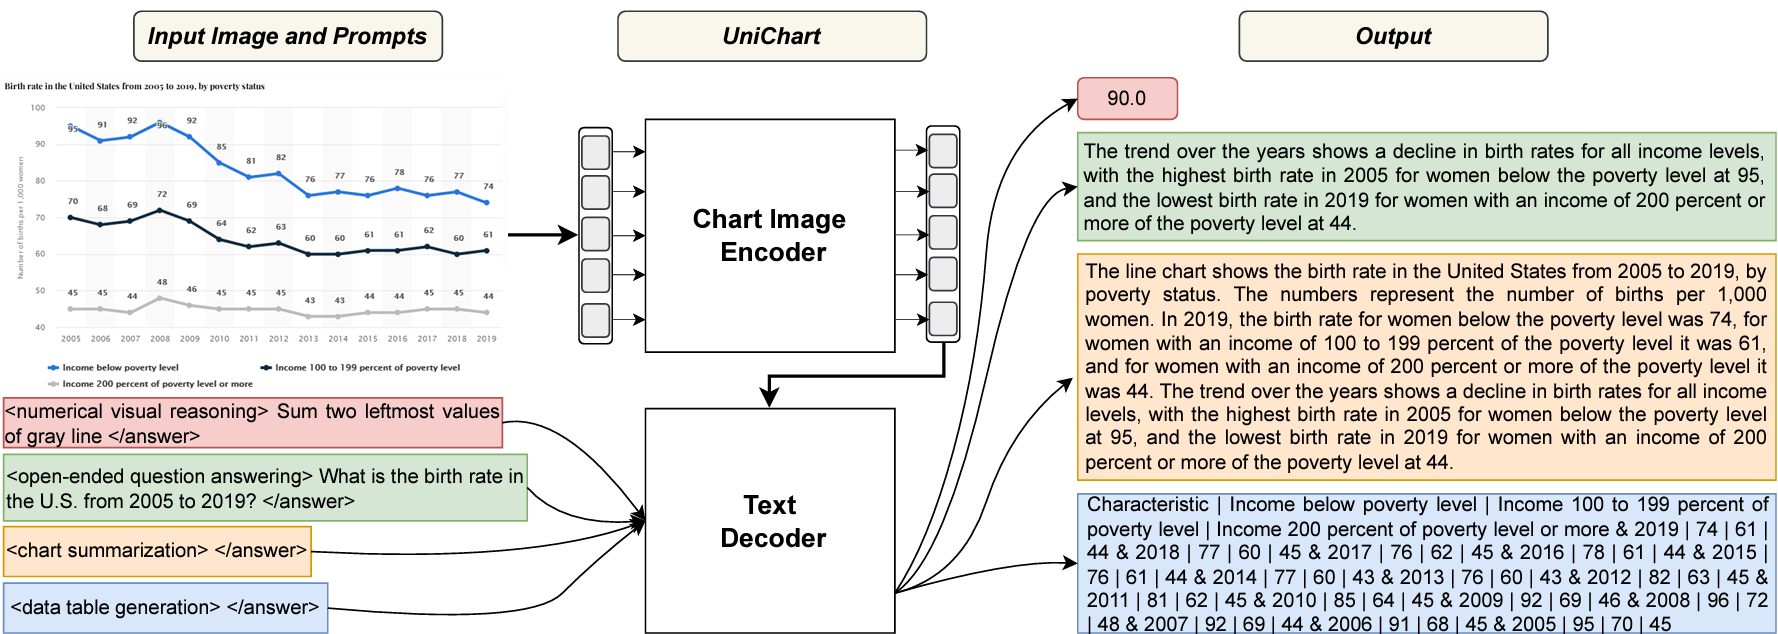 Input Image and Prompts
UniChart
Output
Birth rate in the United States from 2005 to 2019, by poverty status
Number of births per 1,000 women
100
90
80
70
60
50
40
95 91 92 96 92 85 81 82 76 77 76 78 76 77 74
70 68 69 72 69 64 62 63 60 60 61 61 62 60 61
45 45 44 48 46 45 45 45 43 43 44 44 45 45 44
2005 2006 2007 2008 2009 2010 2011 2012 2013 2014 2015 2016 2017 2018 2019
Income below poverty level
Income 100 to 199 percent of poverty level
Income 200 percent of poverty level or more
<numerical visual reasoning> Sum two leftmost values
of gray line </answer>
<open-ended question answering> What is the birth rate in
the U.S. from 2005 to 2019? </answer>
<chart summarization> </answer>
<data table generation> </answer>
Chart Image
Encoder
Text
Decoder
90.0
The trend over the years shows a decline in birth rates for all income levels,
with the highest birth rate in 2005 for women below the poverty level at 95,
and the lowest birth rate in 2019 for women with an income of 200 percent or
more of the poverty level at 44.
The line chart shows the birth rate in the United States from 2005 to 2019, by
poverty status. The numbers represent the number of births per 1,000
women. In 2019, the birth rate for women below the poverty level was 74, for
women with an income of 100 to 199 percent of the poverty level it was 61,
and for women with an income of 200 percent or more of the poverty level it
was 44. The trend over the years shows a decline in birth rates for all income
levels, with the highest birth rate in 2005 for women below the poverty level
at 95, and the lowest birth rate in 2019 for women with an income of 200
percent or more of the poverty level at 44.
Characteristic | Income below poverty level | Income 100 to 199 percent of
poverty level | Income 200 percent of poverty level or more & 2019 | 74 | 61 |
44 & 2018 | 77 | 60 | 45 & 2017 | 76 | 62 | 45 & 2016 | 78 | 61 | 44 & 2015 |
76 | 61 | 44 & 2014 | 77 | 60 | 43 & 2013 | 76 | 60 | 43 & 2012 | 82 | 63 | 45 &
2011 | 81 | 62 | 45 & 2010 | 85 | 64 | 45 & 2009 | 92 | 69 | 46 & 2008 | 96 | 72
| 48 & 2007 | 92 | 69 | 44 & 2006 | 91 | 68 | 45 & 2005 | 95 | 70 | 45